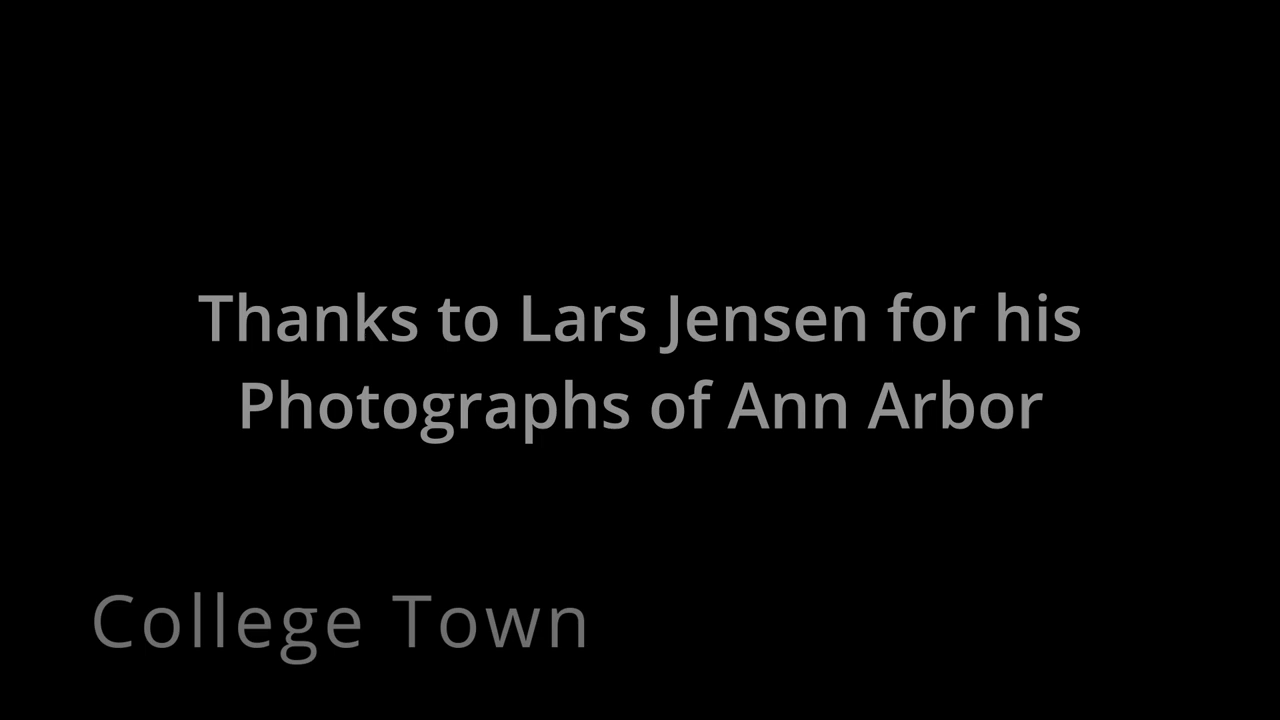 Thanks to Lars Jensen for his
Photographs of Ann Arbor
College Town